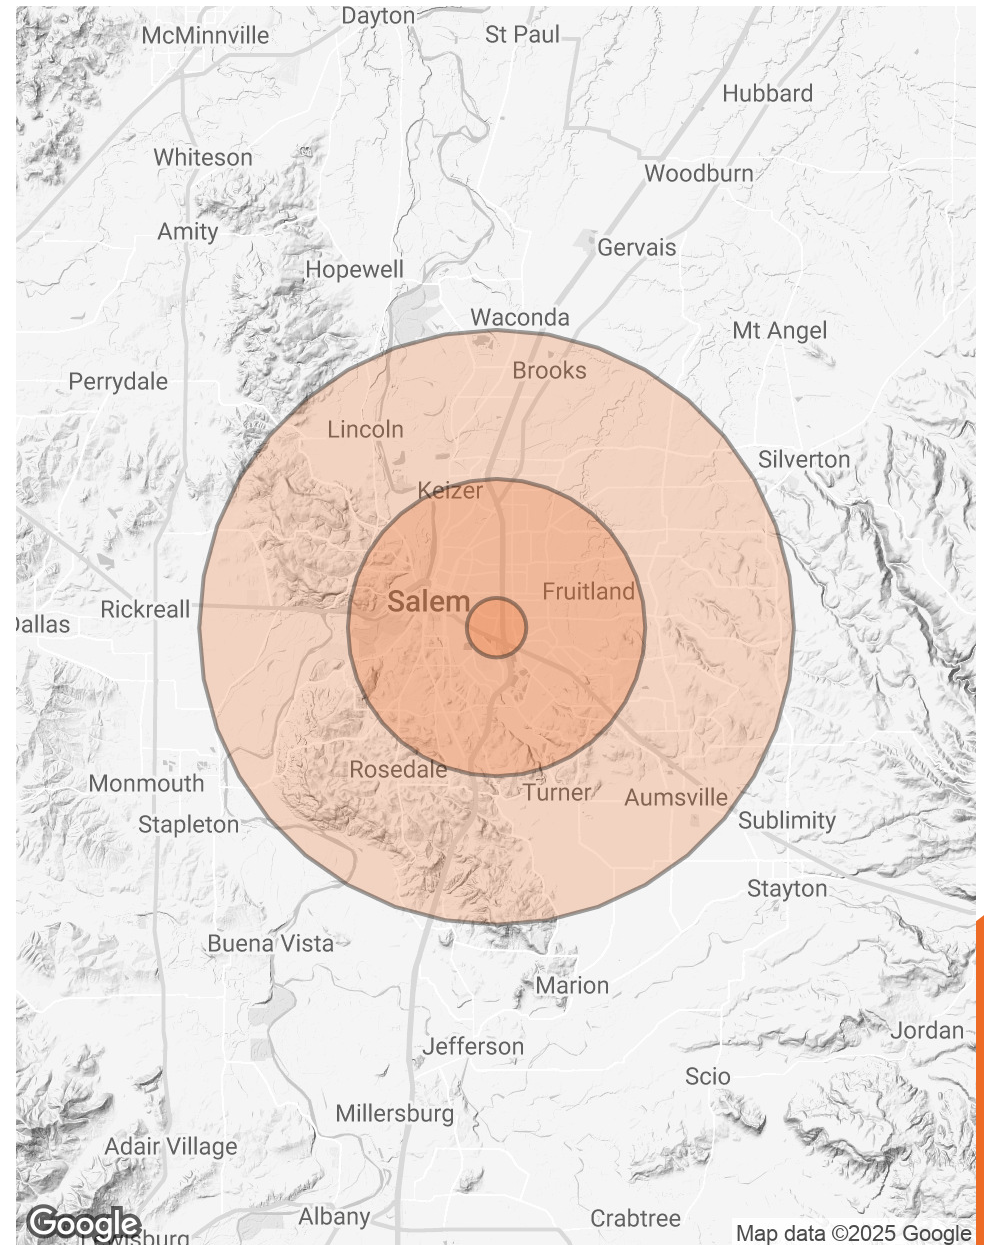 Dayton
McMinnville
St Paul
Hubbard
Whiteson
Woodburn
Amity
Gervais
Hopewell
Waconda
Mt Angel
Brooks
Perrydale
Lincoln
Silverton
Keizer
Fruitland
Salem
Rickreall
Dallas
Rosedale
Monmouth
Turner
Aumsville
Stapleton
Sublimity
Stayton
Buena Vista
Marion
Jordan
Jefferson
Scio
Millersburg
Adair Village
Albany
Crabtree
Google
Map data ©2025 Google